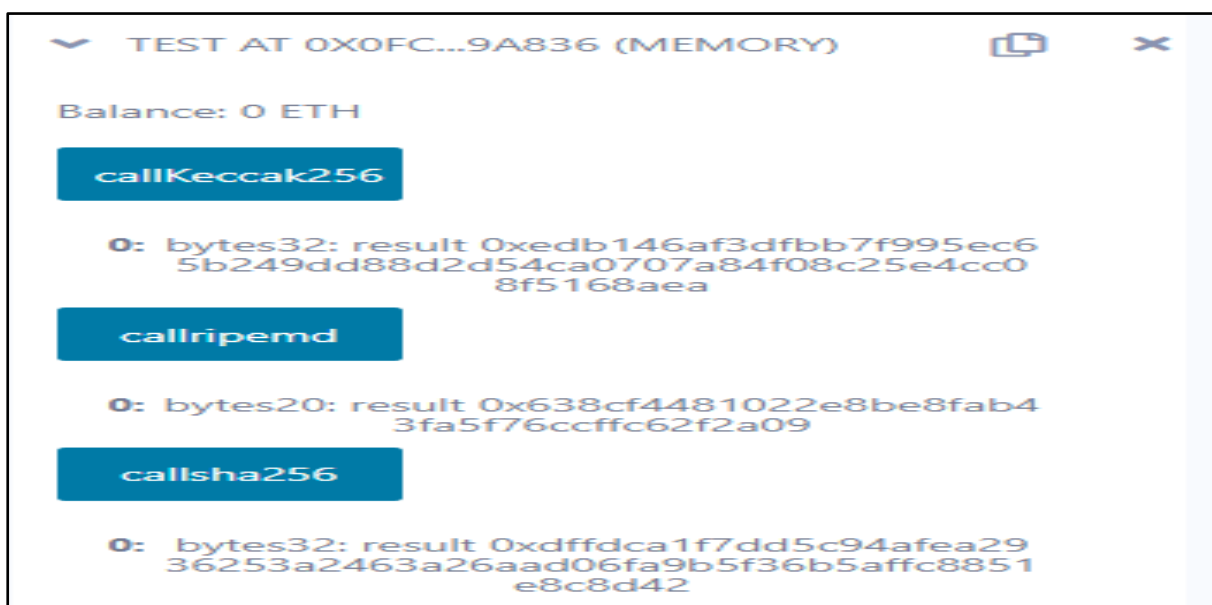 TEST AT 0X0FC...9A836 (MEMORY)
Balance: 0 ETH
callKeccak256
0: bytes32: result 0xedb146af3dfbb7f995ec6
5b249dd88d2d54ca0707a84f08c25e4cc0
8f5168aea
callripemd
0: bytes20: result 0x638cf4481022e8be8fab4
3fa5f76ccffc62f2a09
callsha256
0: bytes32: result 0xdffdca1f7dd5c94afea29
36253a2463a26aad06fa9b5f36b5affc8851
e8c8d42